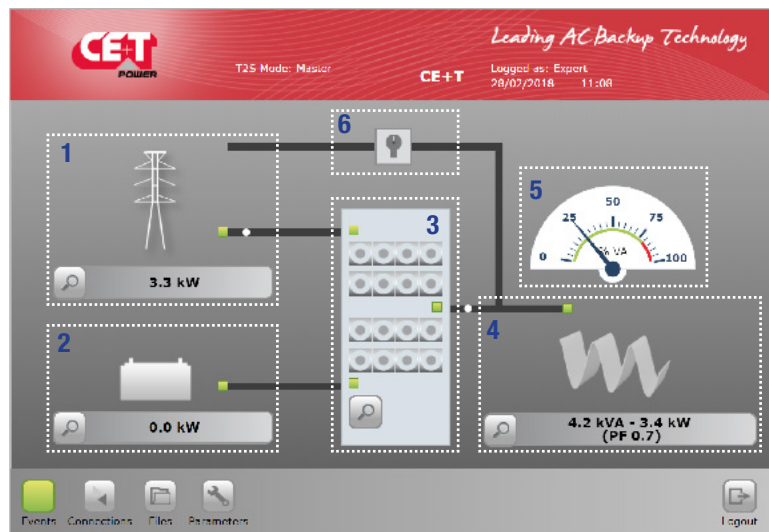 CE+T
POWER
Leading AC Backup Technology
T2S Mode: Master
CE+T
Logged as: Expert
28/02/2018 11:08
1
3.3 kW
2
0.0 kW
3
4
4.2 kVA - 3.4 kW
(PF 0.7)
5
0
25
50
75
100
% VA
6
Events
Connections
Files
Parameters
Logout